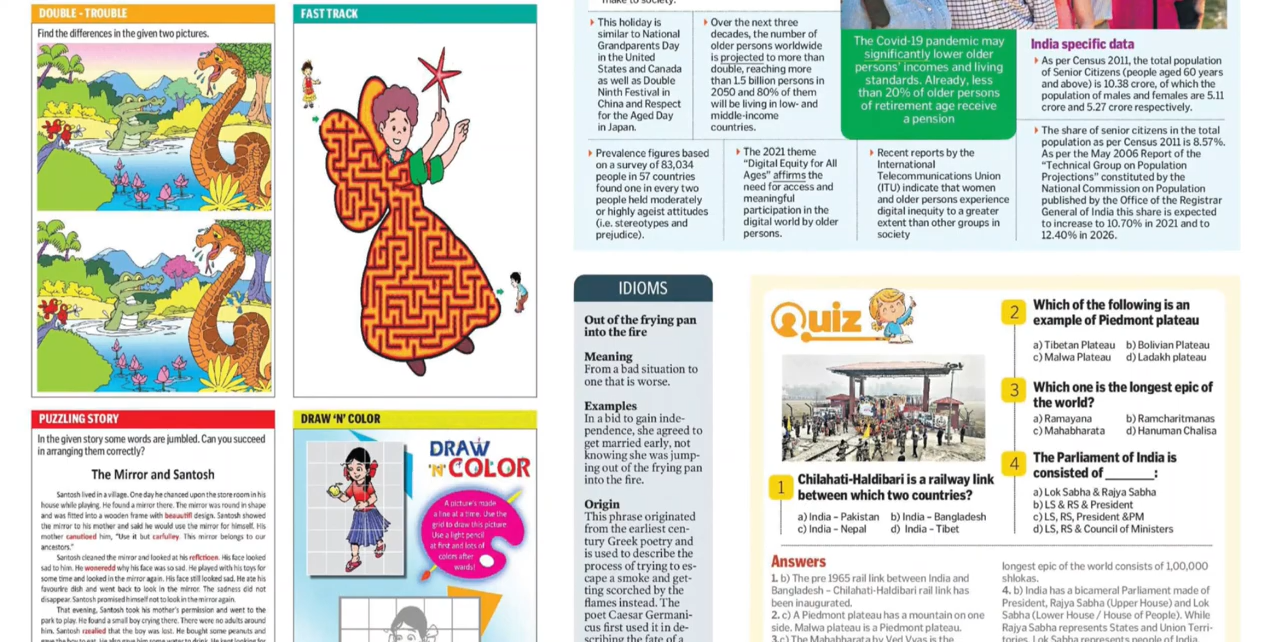 DOUBLE - TROUBLE
Find the differences in the given two pictures.
FAST TRACK
PUZZLING STORY
In the given story some words are jumbled. Can you succeed
in arranging them correctly?
The Mirror and Santosh
Santosh lived in a village. One day he chanced upon the store room in his
house while playing. He found a mirror there. The mirror was round in shape
and was fitted into a wooden frame with beautifl design. Santosh showed
the mirror to his mother and said he would use the mirror for himself. His
mother him, "Use it but This mirror belongs to our
ancestors."
Santosh cleaned the mirror and looked at his His face looked
sad to him. He why his face was so sad. He played with his toys for
some time and looked in the mirror again. His face still looked sad. He ate his
favourite dish and went back to look in the mirror. The sadness did not
disappear. Santosh promised himself not to look in the mirror again.
That evening, Santosh took his mother's permission and went to the
park to play. He found a small boy crying there. There were no adults around
him. Santosh that the boy was lost. He bought some peanuts and
DRAW 'N' COLOR
DRAW
'N'
COLOR
A picture's made
a line at a time. Use the
grid to draw this picture.
Use a light pencil
at first and lots of
colors after
words!
make to society.
This holiday is
similar to National
Grandparents Day
in the United
States and Canada
as well as Double
Ninth Festival in
China and Respect
for the Aged Day
in Japan.
Over the next three
decades, the number of
older persons worldwide
is projected to more than
double, reaching more
than 1.5 billion persons in
2050 and 80% of them
will be living in low- and
middle-income
countries.
The Covid-19 pandemic may
significantly lower older
persons' incomes and living
standards. Already, less
than 20% of older persons
of retirement age receive
a pension
India specific data
As per Census 2011, the total population
of Senior Citizens (people aged 60 years
and above) is 10.38 crore, of which the
population of males and females are 5.11
crore and 5.27 crore respectively.
The share of senior citizens in the total
population as per Census 2011 is 8.57%.
As per the May 2006 Report of the
"Technical Group on Population
Projections" constituted by the
National Commission on Population
published by the Office of the Registrar
General of India this share is expected
to increase to 10.70% in 2021 and to
12.40% in 2026.
Prevalence figures based
on a survey of 83,034
people in 57 countries
found one in every two
people held moderately
or highly ageist attitudes
(i.e. stereotypes and
prejudice).
The 2021 theme
"Digital Equity for All
Ages" affirms the
need for access and
meaningful
participation in the
digital world by older
persons.
Recent reports by the
International
Telecommunications Union
(ITU) indicate that women
and older persons experience
digital inequity to a greater
extent than other groups in
society
IDIOMS
Out of the frying pan
into the fire
Meaning
From a bad situation to
one that is worse.
Examples
In a bid to gain inde-
pendence, she agreed to
get married early, not
knowing she was jump-
ing out of the frying pan
into the fire.
Origin
This phrase originated
from the earliest cen-
tury Greek poetry and
is used to describe the
process of trying to es-
cape a smoke and get-
ting scorched by the
flames instead. The
poet Caesar Germani-
cus first used it in de-
scribing the fate of a
Quiz
1
Chilahati-Haldibari is a railway link
between which two countries?
a) India – Pakistan b) India – Bangladesh
c) India – Nepal d) India – Tibet
2
Which of the following is an
example of Piedmont plateau
a) Tibetan Plateau b) Bolivian Plateau
c) Malwa Plateau d) Ladakh plateau
3
Which one is the longest epic of
the world?
a) Ramayana b) Ramcharitmanas
c) Mahabharata d) Hanuman Chalisa
4
The Parliament of India is
consisted of ______:
a) Lok Sabha & Rajya Sabha
b) LS & RS & President
c) LS, RS, President &PM
d) LS, RS & Council of Ministers
Answers
1. b) The pre 1965 rail link between India and
Bangladesh – Chilahati-Haldibari rail link has
been inaugurated.
2. c) A Piedmont plateau has a mountain on one
side. Malwa plateau is a Piedmont plateau.
3. c) The Mahabharata by Ved Vyas is the
longest epic of the world consists of 1,00,000
shlokas.
4. b) India has a bicameral Parliament made of
President, Rajya Sabha (Upper House) and Lok
Sabha (Lower House / House of People). While
Rajya Sabha represents States and Union Terri-
tories, Lok Sabha represents people of India.